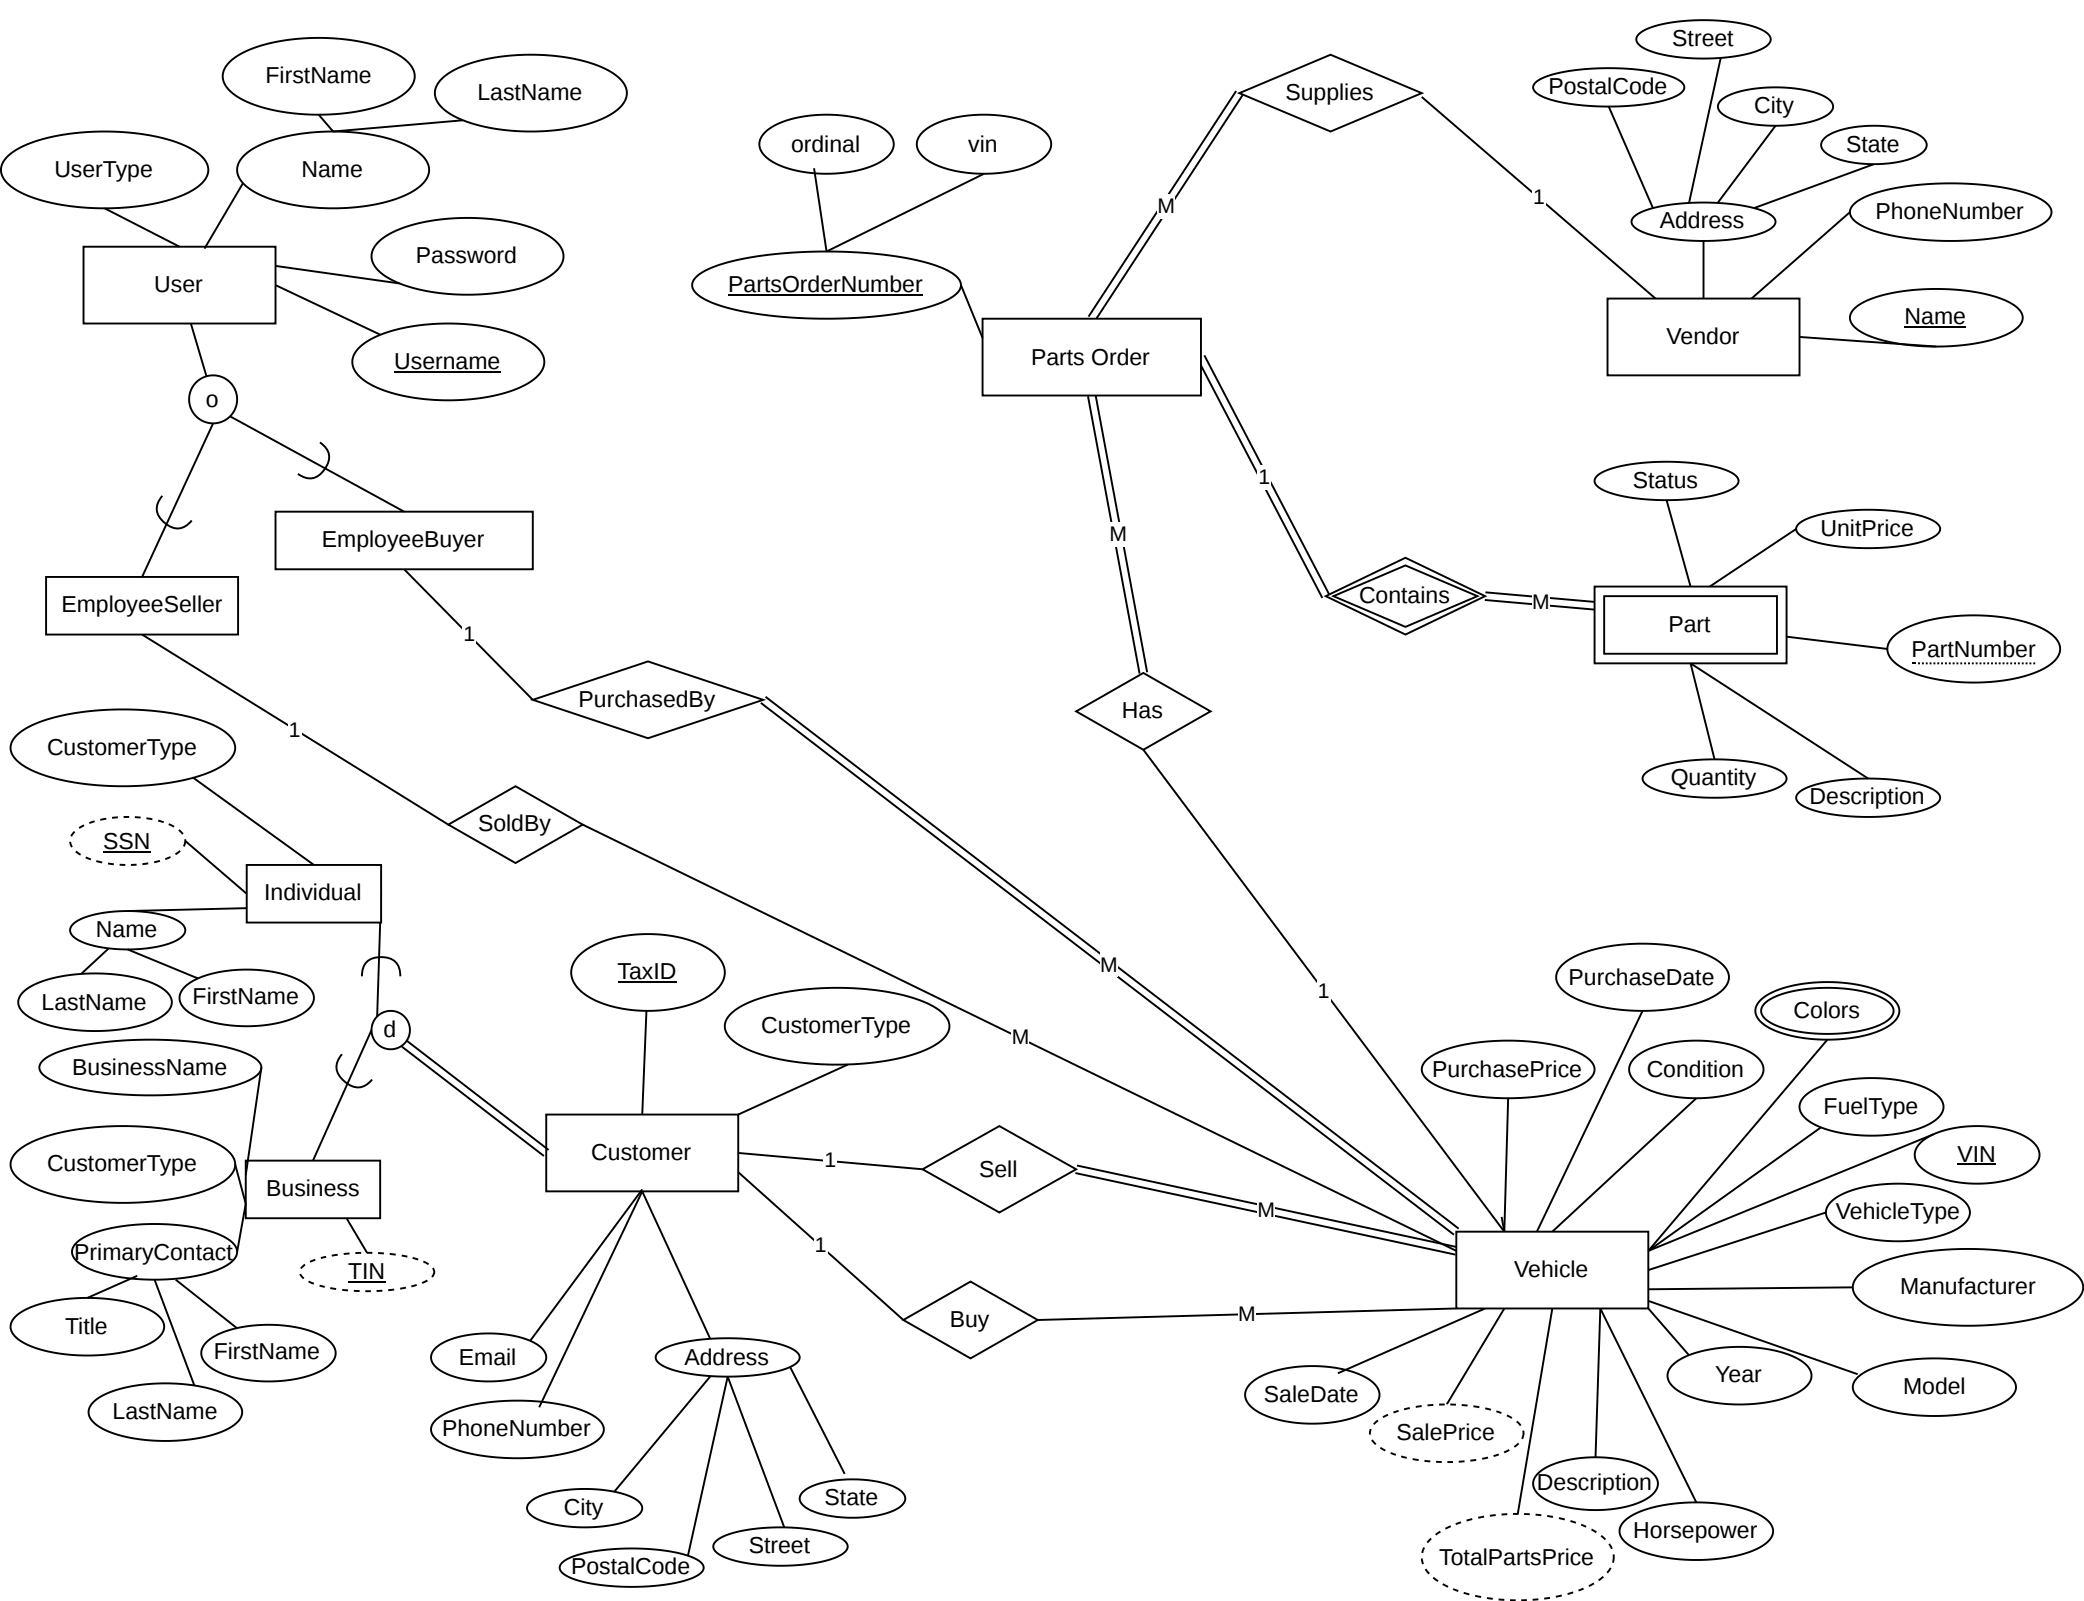 Street
FirstName
LastName
Supplies
PostalCode
City
ordinal
vin
State
UserType
Name
M
1
Address
PhoneNumber
Password
User
PartsOrderNumber
Name
Vendor
Parts Order
Username
o
1
Status
UnitPrice
M
EmployeeBuyer
Contains
M
EmployeeSeller
Part
1
PartNumber
PurchasedBy
Has
1
CustomerType
Quantity
Description
SoldBy
SSN
Individual
Name
M
TaxID
PurchaseDate
1
LastName
FirstName
Colors
CustomerType
d
M
BusinessName
PurchasePrice
Condition
FuelType
Customer
VIN
CustomerType
1
Sell
Business
M
VehicleType
1
PrimaryContact
TIN
Vehicle
Manufacturer
M
Buy
Title
FirstName
Email
Address
Year
Model
SaleDate
LastName
PhoneNumber
SalePrice
Description
State
City
Horsepower
Street
PostalCode
TotalPartsPrice